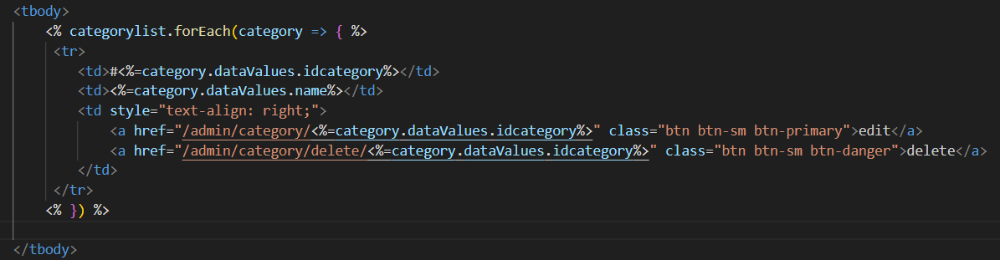 <tbody>
<% categorylist.forEach(category => { %>
<tr>
<td>#<%=category.dataValues.idcategory%></td>
<td><%=category.dataValues.name%></td>
<td style="text-align: right;">
<a href="/admin/category/<%=category.dataValues.idcategory%>" class="btn btn-sm btn-primary">edit</a>
<a href="/admin/category/delete/<%=category.dataValues.idcategory%>" class="btn btn-sm btn-danger">delete</a>
</td>
</tr>
<% }) %>
</tbody>